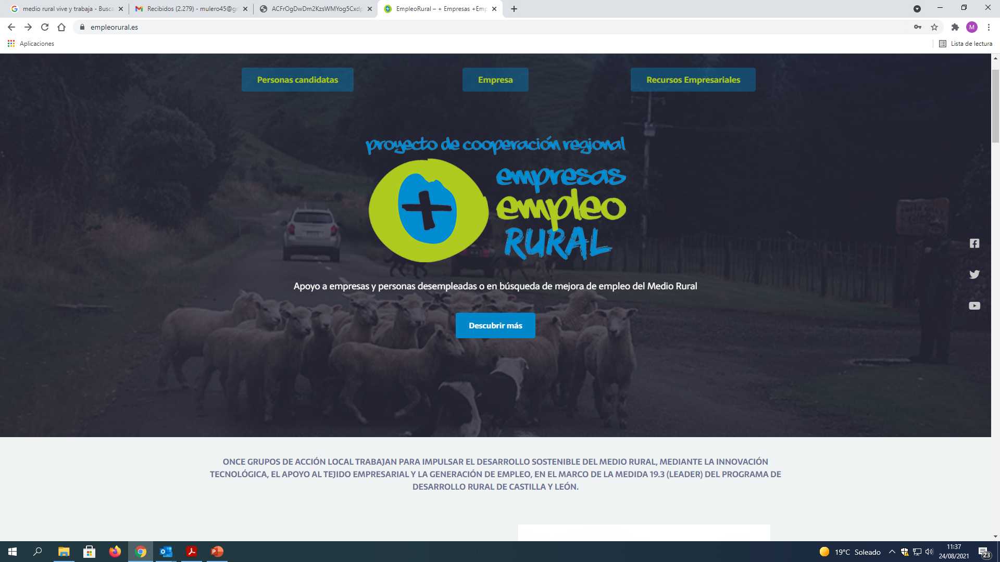 medio rural vive y trabaja - Busca
Recibidos (2.279) - mulero45@gm
ACFrOgDwDm2KzsWMYog5Cxdp
EmpleoRural – + Empresas +Emp
empleorural.es
M
Aplicaciones
Lista de lectura
Personas candidatas
Empresa
Recursos Empresariales
proyecto de cooperación regional
empresas
empleo
RURAL
Apoyo a empresas y personas desempleadas o en búsqueda de mejora de empleo del Medio Rural
Descubrir más
ONCE GRUPOS DE ACCIÓN LOCAL TRABAJAN PARA IMPULSAR EL DESARROLLO SOSTENIBLE DEL MEDIO RURAL, MEDIANTE LA INNOVACIÓN
TECNOLÓGICA, EL APOYO AL TEJIDO EMPRESARIAL Y LA GENERACIÓN DE EMPLEO, EN EL MARCO DE LA MEDIDA 19.3 (LEADER) DEL PROGRAMA DE
DESARROLLO RURAL DE CASTILLA Y LEÓN.
19°C Soleado
11:37
24/08/2021
23